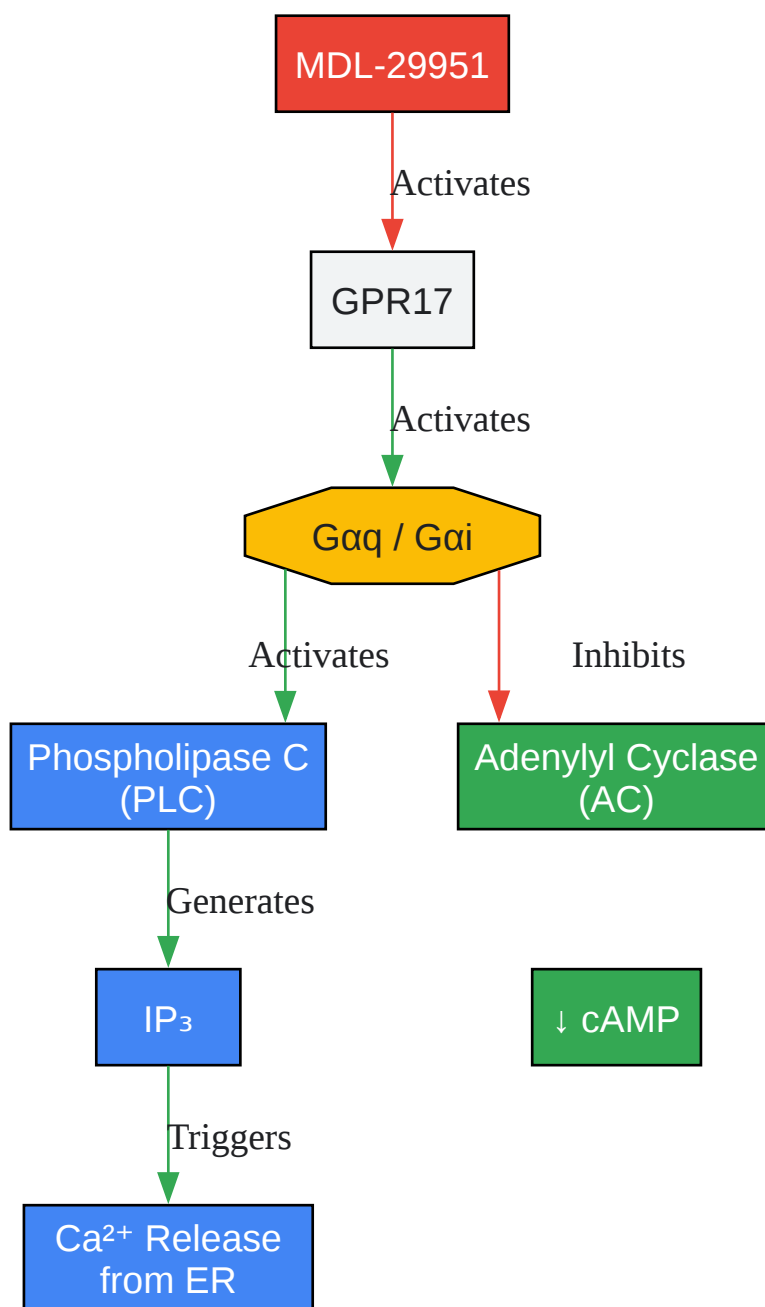 MDL-29951
Activates
GPR17
Activates
Gαq / Gαi
Activates
Inhibits
Phospholipase C
(PLC)
Adenylyl Cyclase
(AC)
Generates
IP₃
↓ cAMP
Triggers
Ca²⁺ Release
from ER